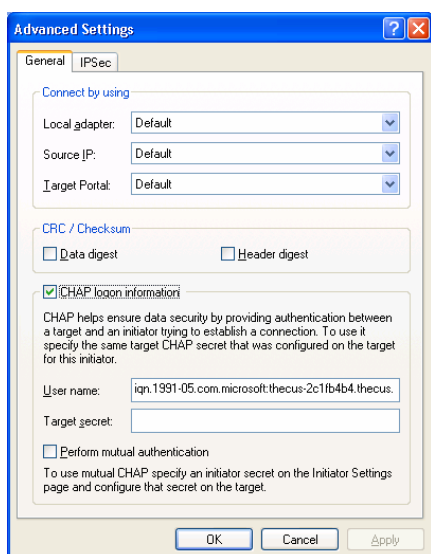 Advanced Settings
General IPSec
Connect by using
Local adapter: Default
Source IP: Default
Target Portal: Default
CRC / Checksum
Data digest Header digest
CHAP logon information
CHAP helps ensure data security by providing authentication between
a target and an initiator trying to establish a connection. To use it
specify the same target CHAP secret that was configured on the target
for this initiator.
User name: iqn.1991-05.com.microsoft:thecus-2c1fb4b4.thecus.
Target secret:
Perform mutual authentication
To use mutual CHAP specify an initiator secret on the Initiator Settings
page and configure that secret on the target.
OK Cancel Apply